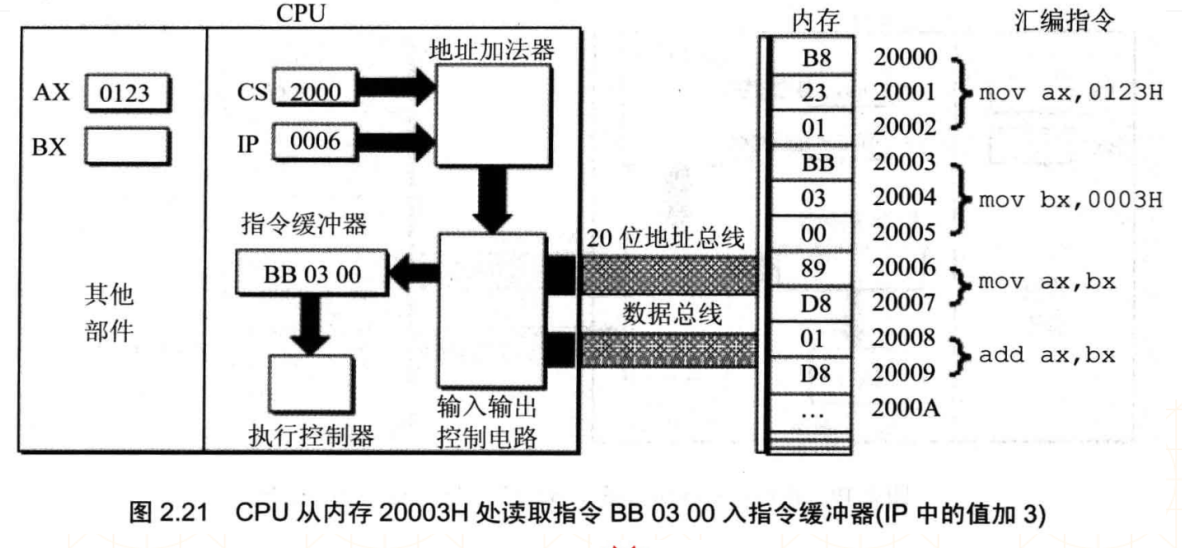 CPU
内存 汇编指令
地址加法器
AX 0123
BX
CS 2000
IP 0006
指令缓冲器
BB 03 00
其他
部件
执行控制器
输入输出
控制电路
20 位地址总线
数据总线
B8 20000
23 20001 mov ax,0123H
01 20002
BB 20003
03 20004 mov bx,0003H
00 20005
89 20006
mov ax,bx
D8 20007
01 20008
add ax,bx
D8 20009
... 2000A
图 2.21 CPU 从内存 20003H 处读取指令 BB 03 00 入指令缓冲器(IP 中的值加 3)